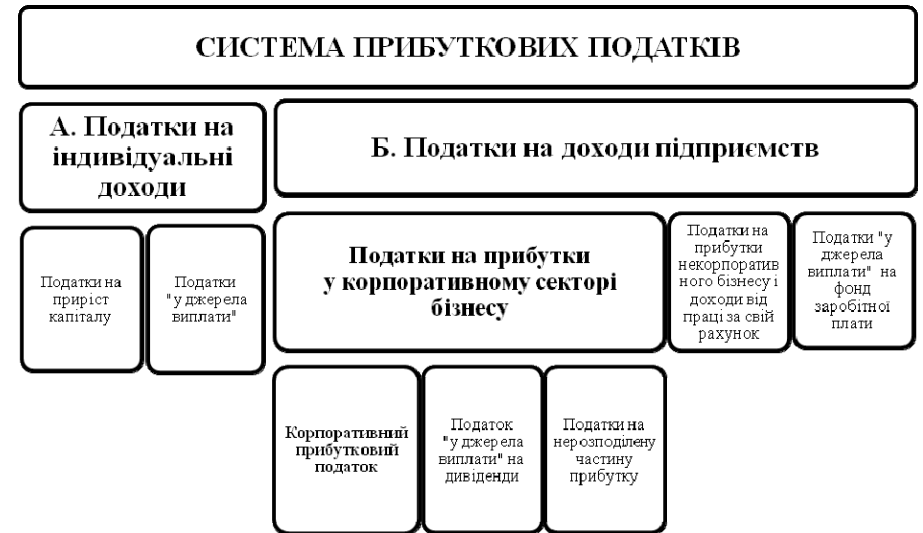 СИСТЕМА ПРИБУТКОВИХ ПОДАТКІВ
А. Податки на
індивідуальні
доходи
Б. Податки на доходи підприємств
Податки на
приріст
капіталу
Податки
"у джерела
виплати"
Податки на прибутки
у корпоративному секторі
бізнесу
Податки на
прибутки
некорпоратив
ного бізнесу і
доходи від
праці за свій
рахунок
Податки "у
джерела
виплати" на
фонд
заробітної
плати
Корпоративний
прибутковий
податок
Податок
"у джерела
виплати" на
дивіденди
Податки на
нерозподілену
частину
прибутку